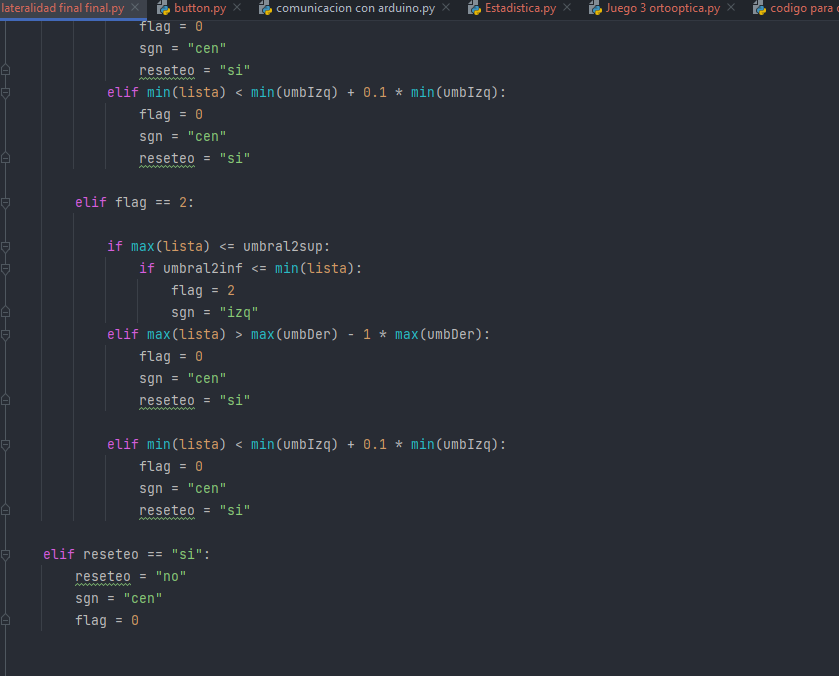 lateralidad final final.py button.py comunicacion con arduino.py Estadistica.py Juego 3 ortooptica.py codigo para
flag = 0
sgn = "cen"
reseteo = "si"
elif min(lista) < min(umbIzq) + 0.1 * min(umbIzq):
flag = 0
sgn = "cen"
reseteo = "si"
elif flag == 2:
if max(lista) <= umbral2sup:
if umbral2inf <= min(lista):
flag = 2
sgn = "izq"
elif max(lista) > max(umbDer) - 1 * max(umbDer):
flag = 0
sgn = "cen"
reseteo = "si"
elif min(lista) < min(umbIzq) + 0.1 * min(umbIzq):
flag = 0
sgn = "cen"
reseteo = "si"
elif reseteo == "si":
reseteo = "no"
sgn = "cen"
flag = 0